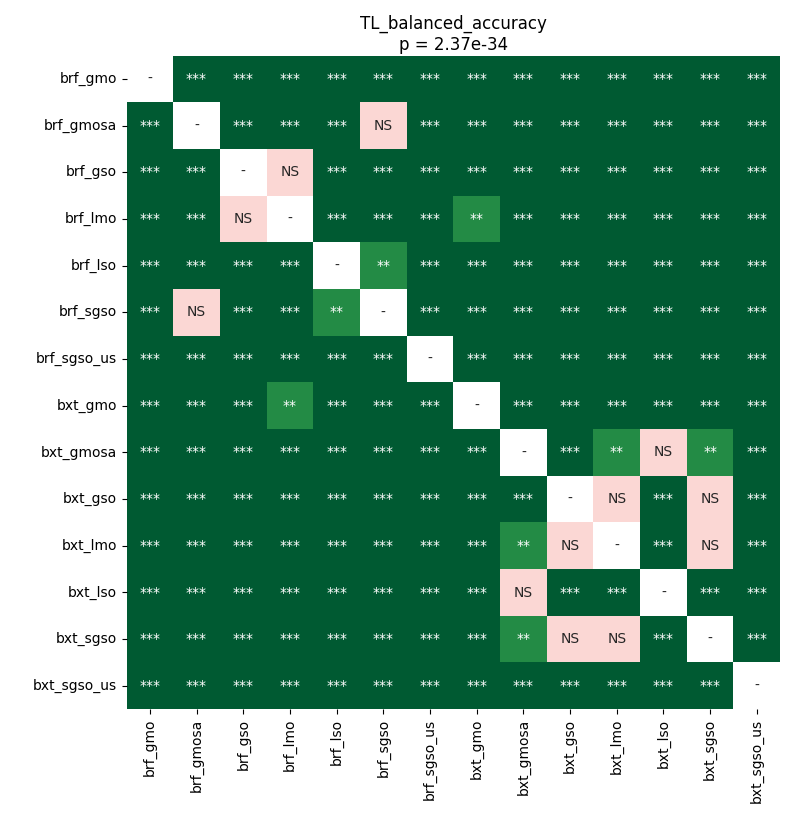 TL_balanced_accuracy
p = 2.37e-34
brf_gmo - *** *** *** *** *** *** *** *** *** *** *** *** ***
brf_gmosa *** - *** *** *** NS *** *** *** *** *** *** *** ***
brf_gso *** *** - NS *** *** *** *** *** *** *** *** *** ***
brf_lmo *** *** NS - *** *** *** ** *** *** *** *** *** ***
brf_lso *** *** *** *** - ** *** *** *** *** *** *** *** ***
brf_sgso *** NS *** *** ** - *** *** *** *** *** *** *** ***
brf_sgso_us *** *** *** *** *** *** - *** *** *** *** *** *** ***
bxt_gmo *** *** *** ** *** *** *** - *** *** *** *** *** ***
bxt_gmosa *** *** *** *** *** *** *** *** - *** ** NS ** ***
bxt_gso *** *** *** *** *** *** *** *** *** - NS *** NS ***
bxt_lmo *** *** *** *** *** *** *** *** ** NS - *** NS ***
bxt_lso *** *** *** *** *** *** *** *** NS *** *** - *** ***
bxt_sgso *** *** *** *** *** *** *** *** ** NS NS *** - ***
bxt_sgso_us *** *** *** *** *** *** *** *** *** *** *** *** *** -
brf_gmo brf_gmosa brf_gso brf_lmo brf_lso brf_sgso brf_sgso_us bxt_gmo bxt_gmosa bxt_gso bxt_lmo bxt_lso bxt_sgso bxt_sgso_us